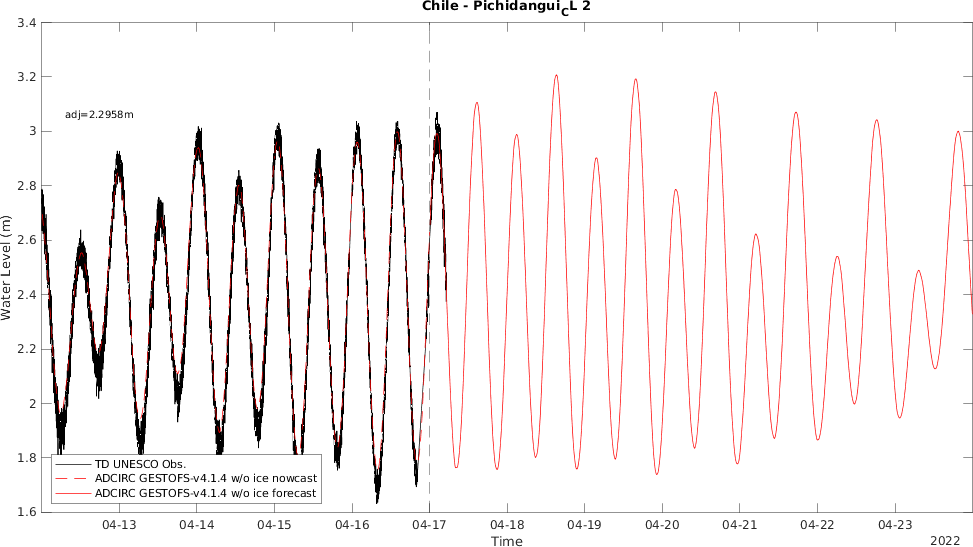 Chile - Pichidangui_CL 2
3.4
3.2
3
2.8
2.6
2.4
2.2
2
1.8
1.6
Water Level (m)
adj=2.2958m
TD UNESCO Obs.
ADCIRC GESTOFS-v4.1.4 w/o ice nowcast
ADCIRC GESTOFS-v4.1.4 w/o ice forecast
04-13 04-14 04-15 04-16 04-17 04-18 04-19 04-20 04-21 04-22 04-23
Time
2022